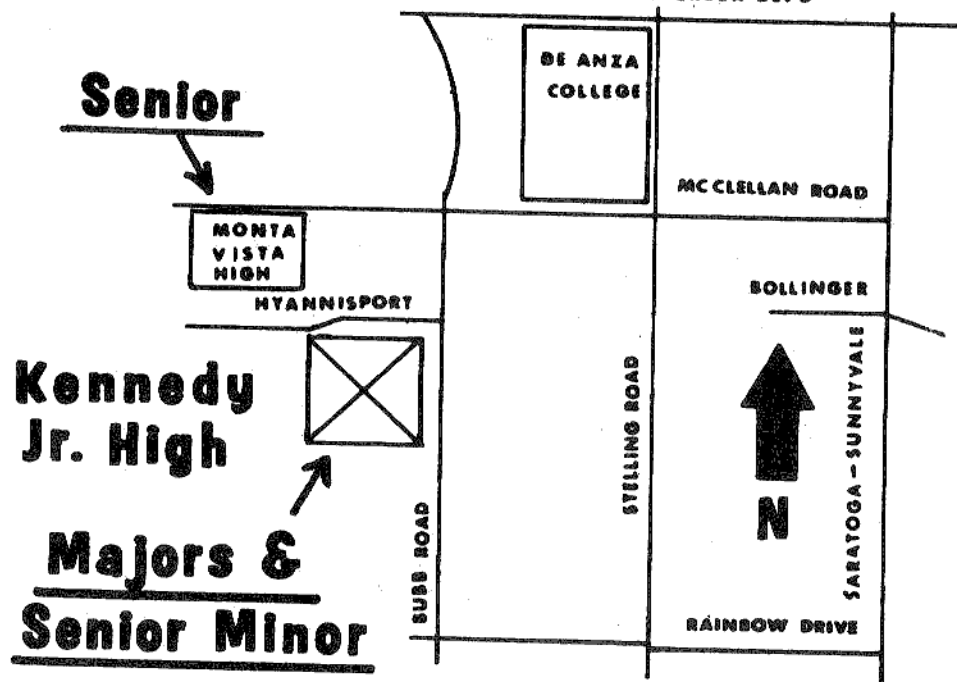 DE ANZA
COLLEGE
Senior
MC CLELLAN ROAD
MONTA
VISTA
HIGH
HYANNISPORT
BOLLINGER
Kennedy
Jr. High
Majors &
Senior Minor
BUBB ROAD
STELLING ROAD
SARATOGA - SUNNYVALE
N
RAINBOW DRIVE